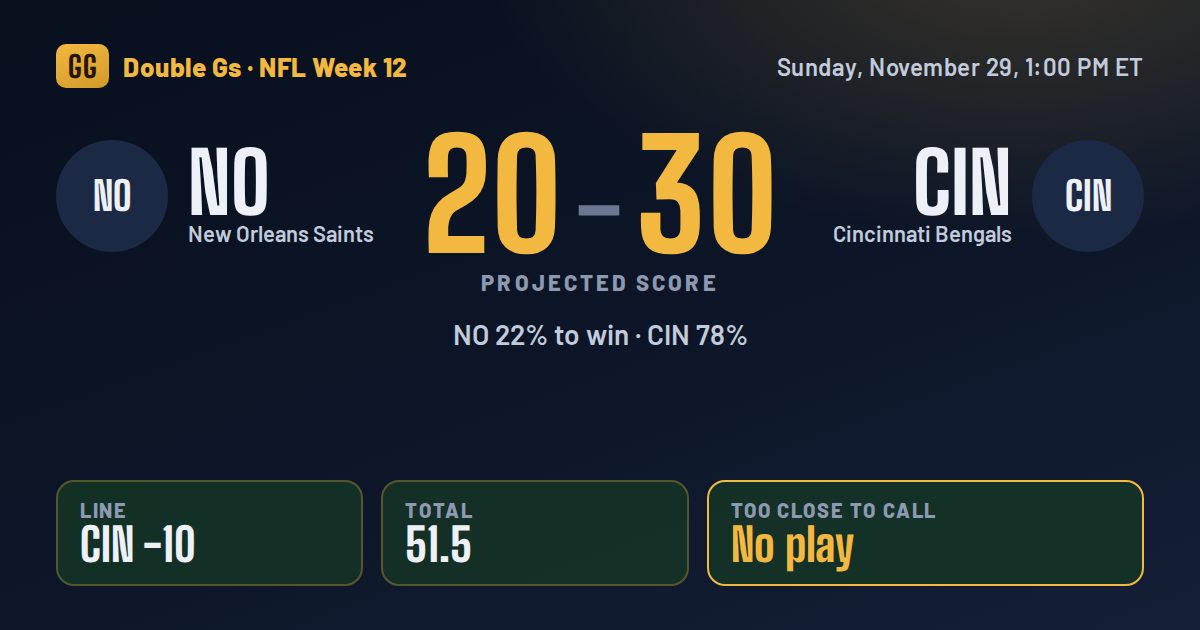 GG Double Gs · NFL Week 12
Sunday, November 29, 1:00 PM ET
NO
NO
New Orleans Saints
20 – 30
CIN
Cincinnati Bengals
CIN
PROJECTED SCORE
NO 22% to win · CIN 78%
LINE
CIN −10
TOTAL
51.5
TOO CLOSE TO CALL
No play